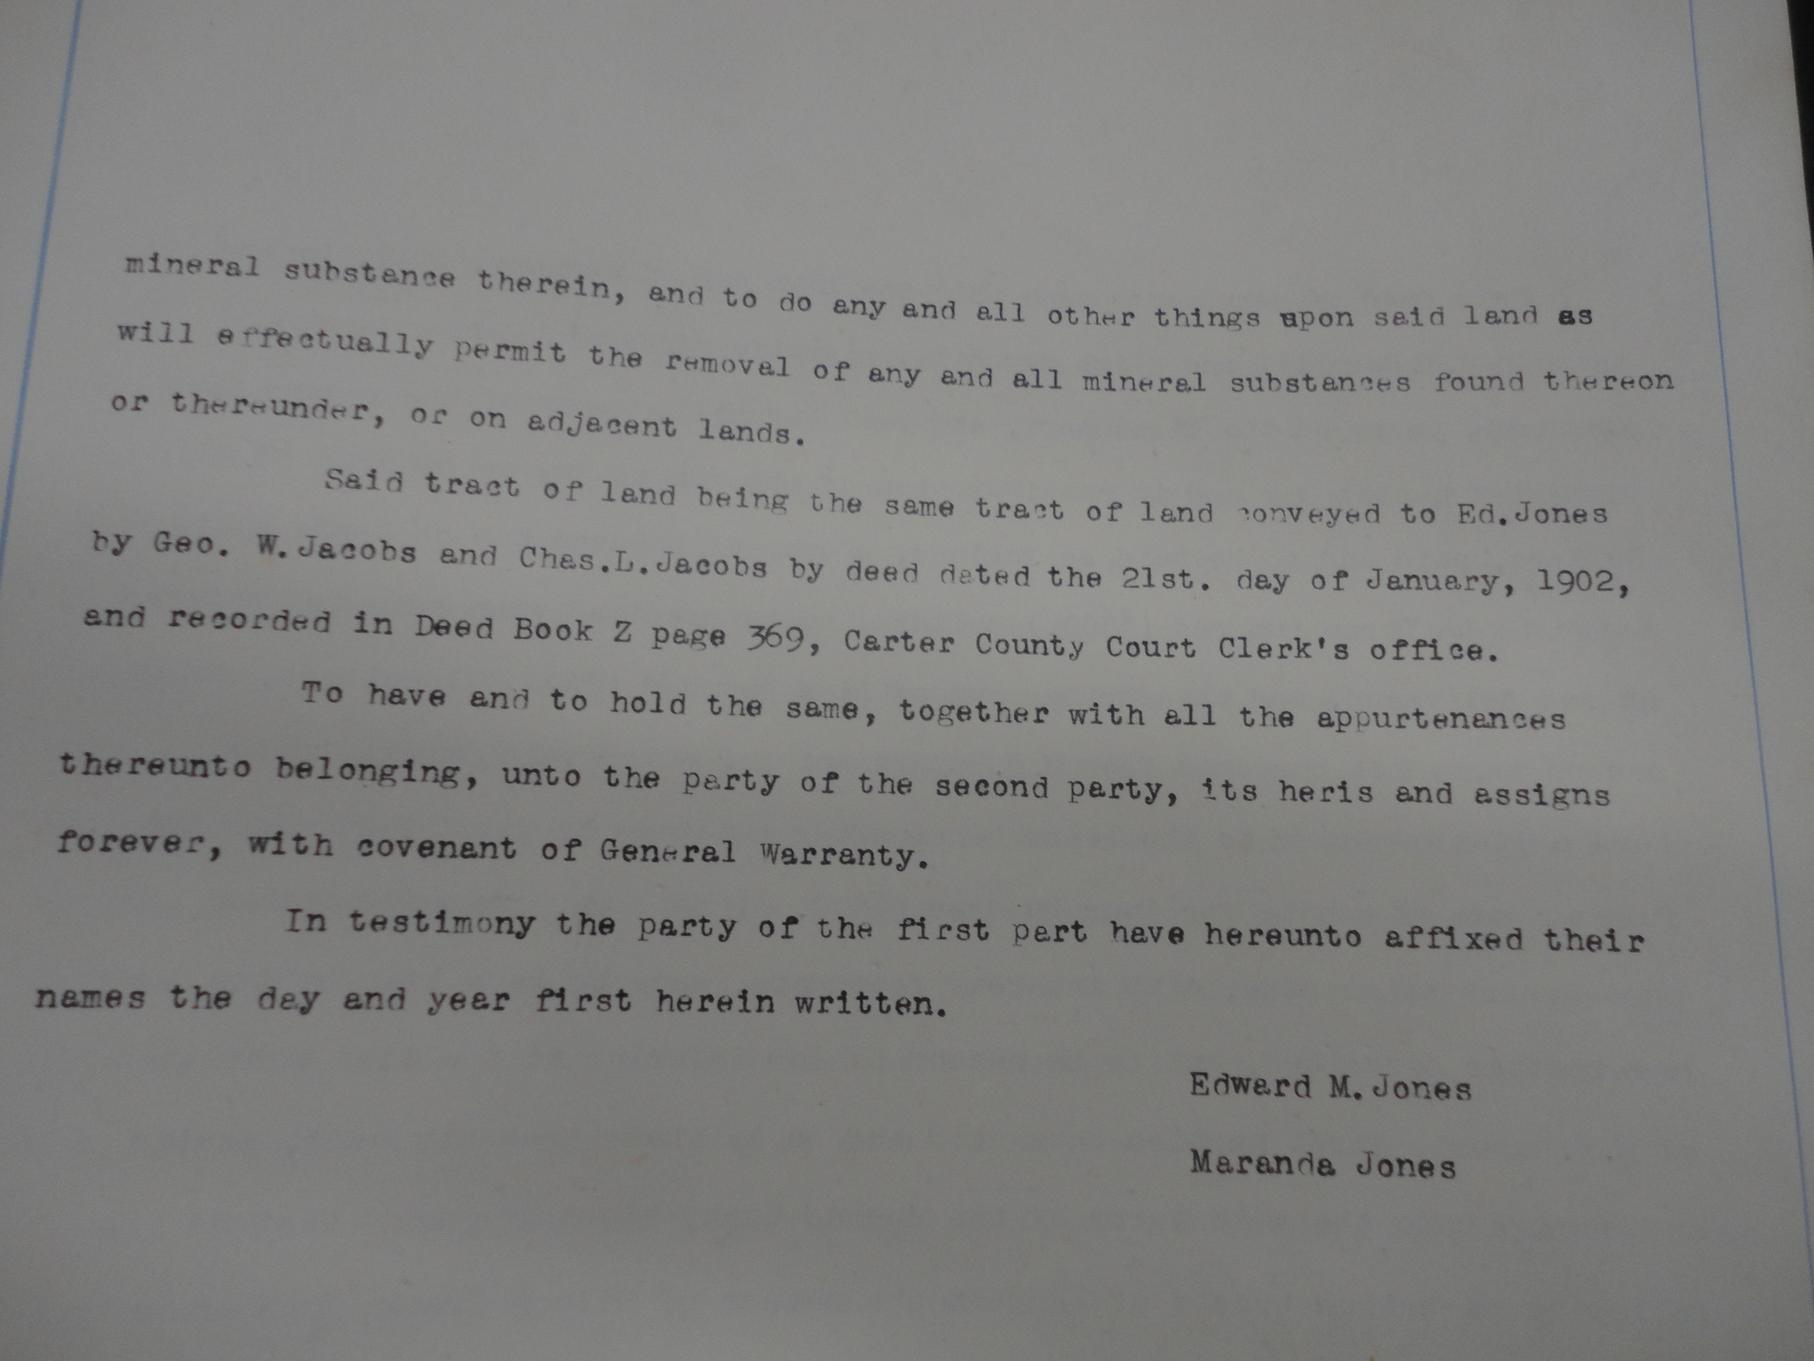 mineral substance therein, and to do any and all other things upon said land as
will effectually permit the removal of any and all mineral substances found thereon
or thereunder, or on adjacent lands.
Said tract of land being the same tract of land conveyed to Ed.Jones
by Geo. W.Jacobs and Chas.L.Jacobs by deed dated the 21st. day of January, 1902,
and recorded in Deed Book Z page 369, Carter County Court Clerk's office.
To have and to hold the same, together with all the appurtenances
thereunto belonging, unto the party of the second party, its heris and assigns
forever, with covenant of General Warranty.
In testimony the party of the first part have hereunto affixed their
names the day and year first herein written.
Edward M.Jones
Maranda Jones